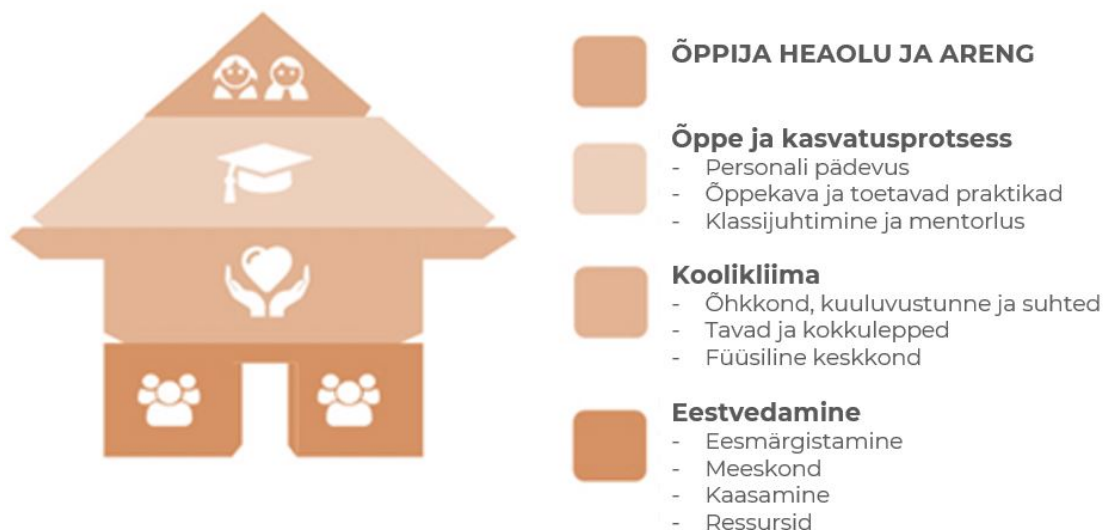 ÕPPIJA HEAOLU JA ARENG
Õppe ja kasvatusprotsess
- Personali pädevus
- Õppekava ja toetavad praktikad
- Klassijuhtimine ja mentorlus
Koolikliima
- Õhkkond, kuuluvustunne ja suhted
- Tavad ja kokkulepped
- Füüsiline keskkond
Eestvedamine
- Eesmärgistamine
- Meeskond
- Kaasamine
- Ressursid